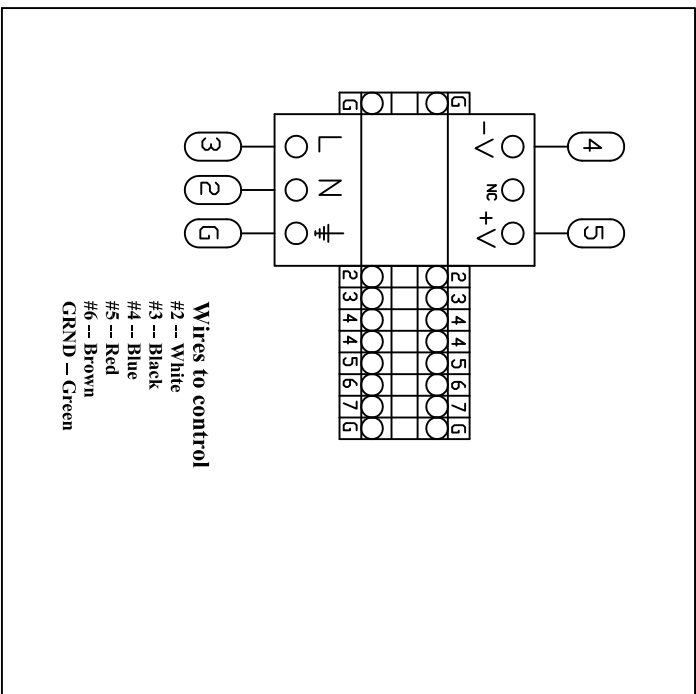 4 5
-V NC +V
G 2 3 4 4 5 6 7 G
G 2 3 4 4 5 6 7 G
L N
3 2 G
Wires to control
#2 -- White
#3 -- Black
#4 -- Blue
#5 -- Red
#6 -- Brown
GRND – Green